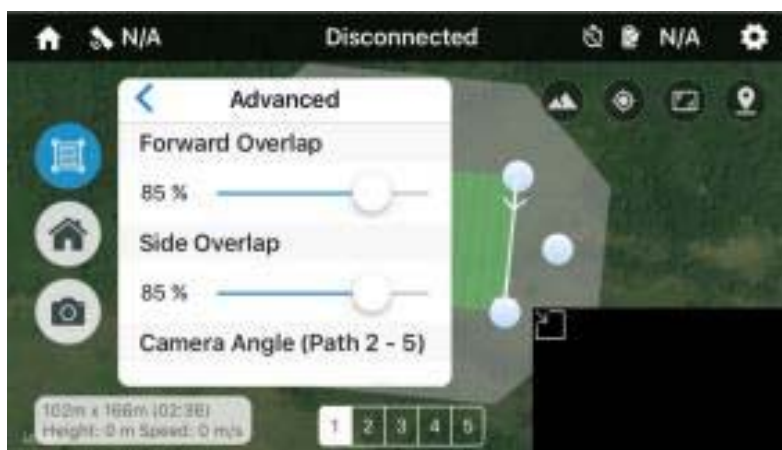 N/A Disconnected N/A
Advanced
Forward Overlap
85 %
Side Overlap
85 %
Camera Angle (Path 2 - 5)
102m x 166m (02:36)
Height: 0 m Speed: 0 m/s
1 2 3 4 5